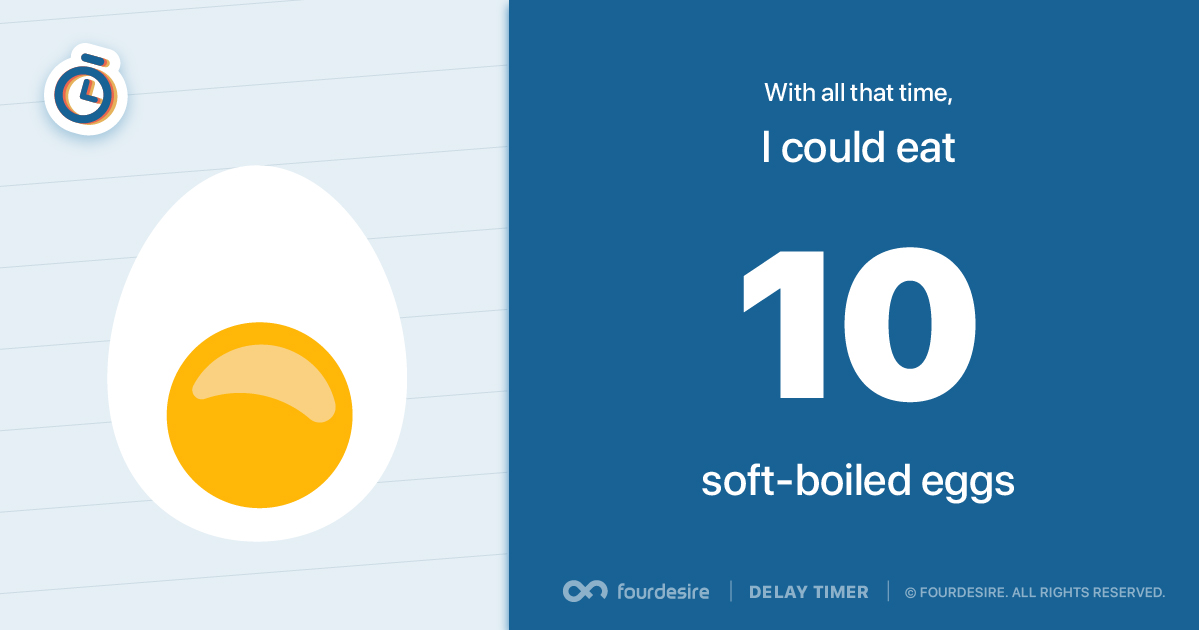 With all that time,
I could eat
10
soft-boiled eggs
fourdesire | DELAY TIMER | © FOURDESIRE. ALL RIGHTS RESERVED.